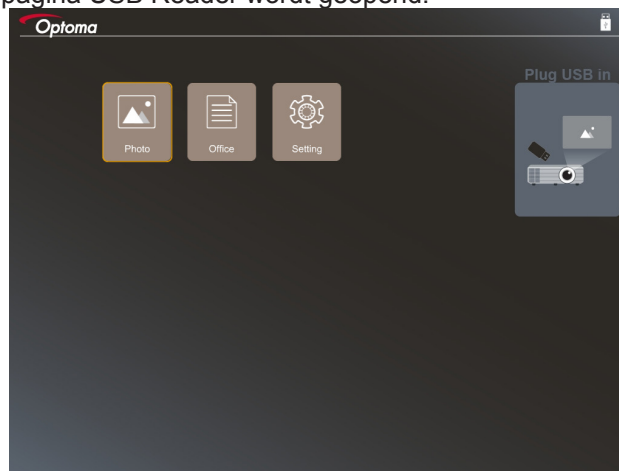 pagina USB Reader wordt geopend.
Optoma
Plug USB in
Photo
Office
Setting